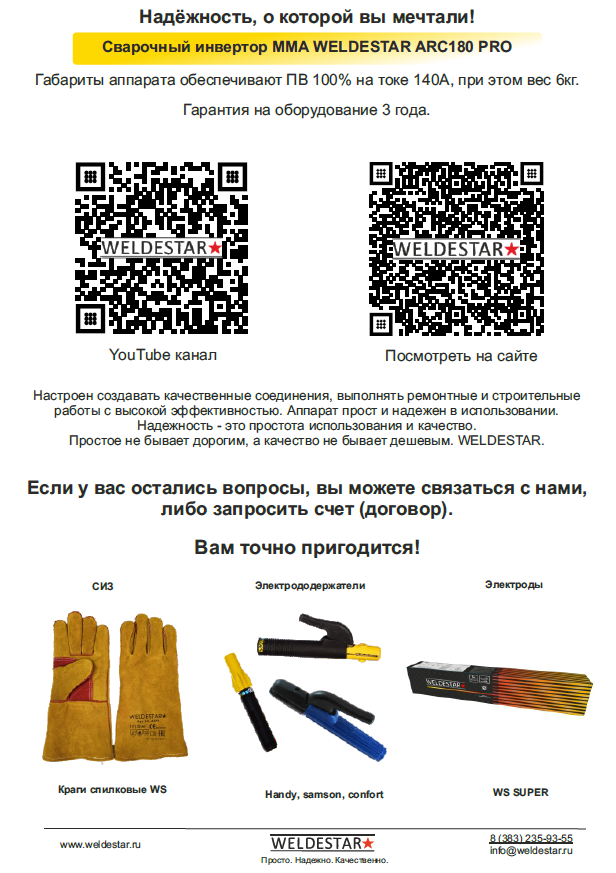 Надёжность, о которой вы мечтали!
Сварочный инвертор MMA WELDESTAR ARC180 PRO
Габариты аппарата обеспечивают ПВ 100% на токе 140А, при этом вес 6кг.
Гарантия на оборудование 3 года.
WELDESTAR
WELDESTAR
YouTube канал
Посмотреть на сайте
Настроен создавать качественные соединения, выполнять ремонтные и строительные
работы с высокой эффективностью. Аппарат прост и надежен в использовании.
Надежность - это простота использования и качество.
Простое не бывает дорогим, а качество не бывает дешевым. WELDESTAR.
Если у вас остались вопросы, вы можете связаться с нами,
либо запросить счет (договор).
Вам точно пригодится!
СИЗ
Электрододержатели
Электроды
WELDESTAR
WELDESTAR
Краги спилковые WS
Handy, samson, confort
WS SUPER
www.weldestar.ru
WELDESTAR
Просто. Надежно. Качественно.
8 (383) 235-93-55
info@weldestar.ru